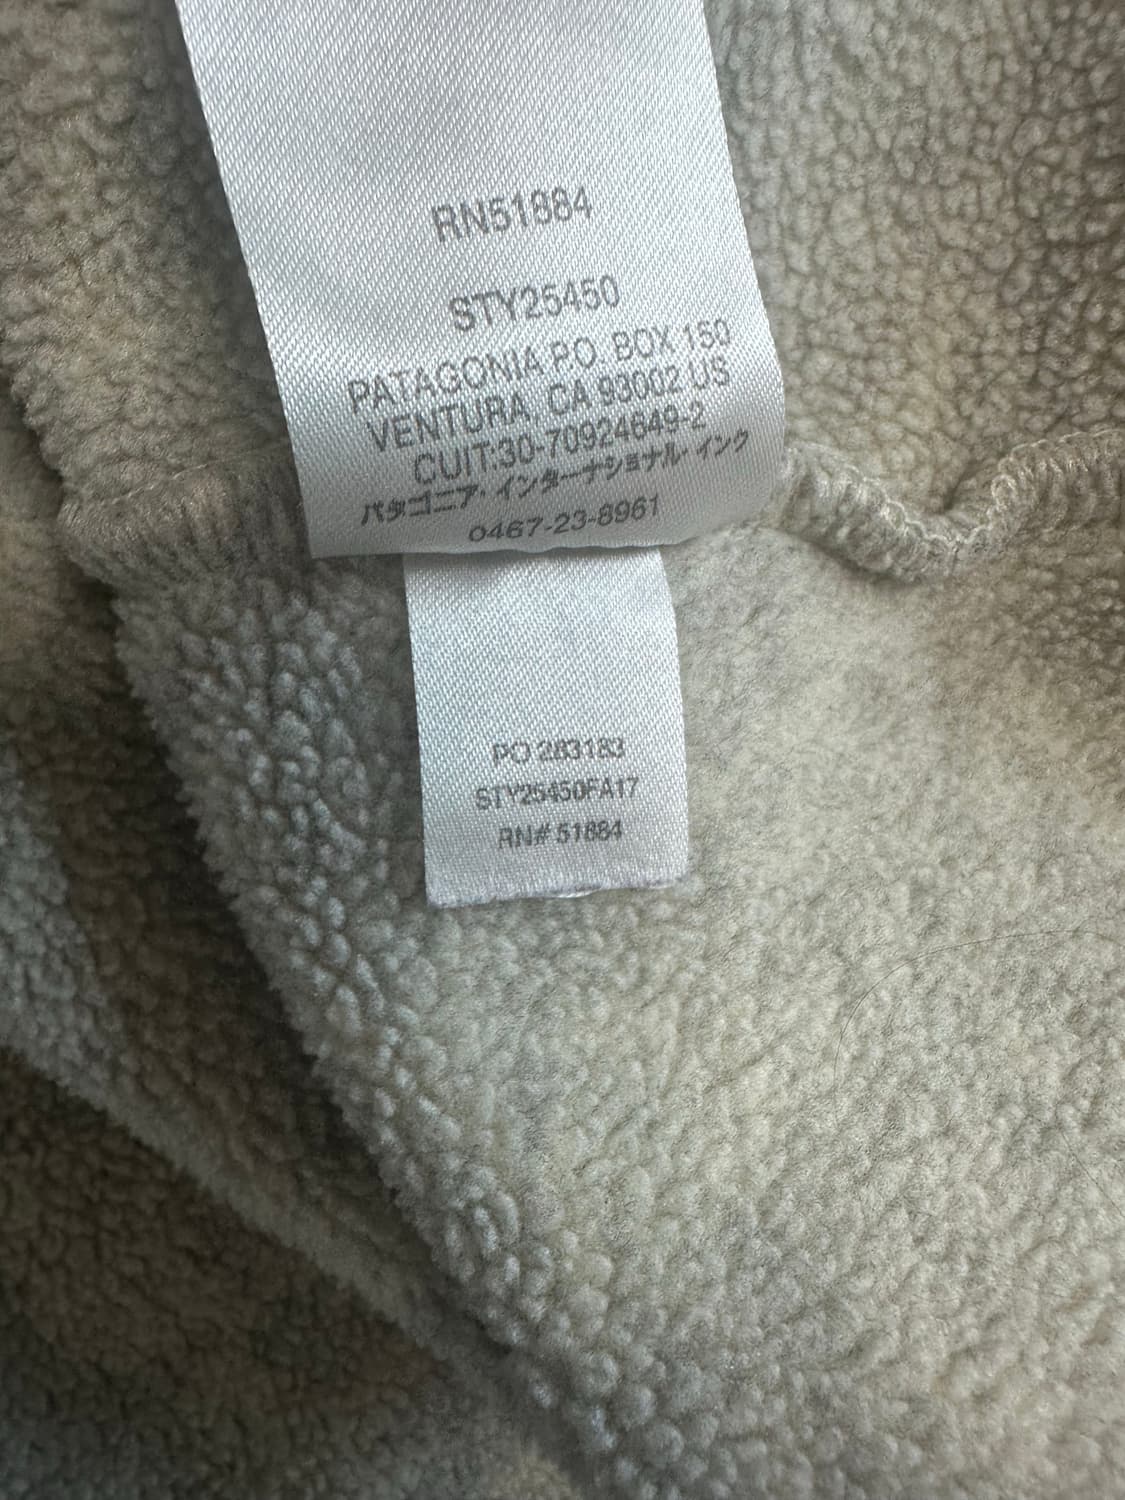 RN51884
STY25450
PATAGONIA P.O. BOX 150
VENTURA, CA 93002 US
CUIT:30-70924649-2
パタゴニア・インターナショナル・インク
0467-23-8961
PO 283183
STY25450FA17
RN# 51884